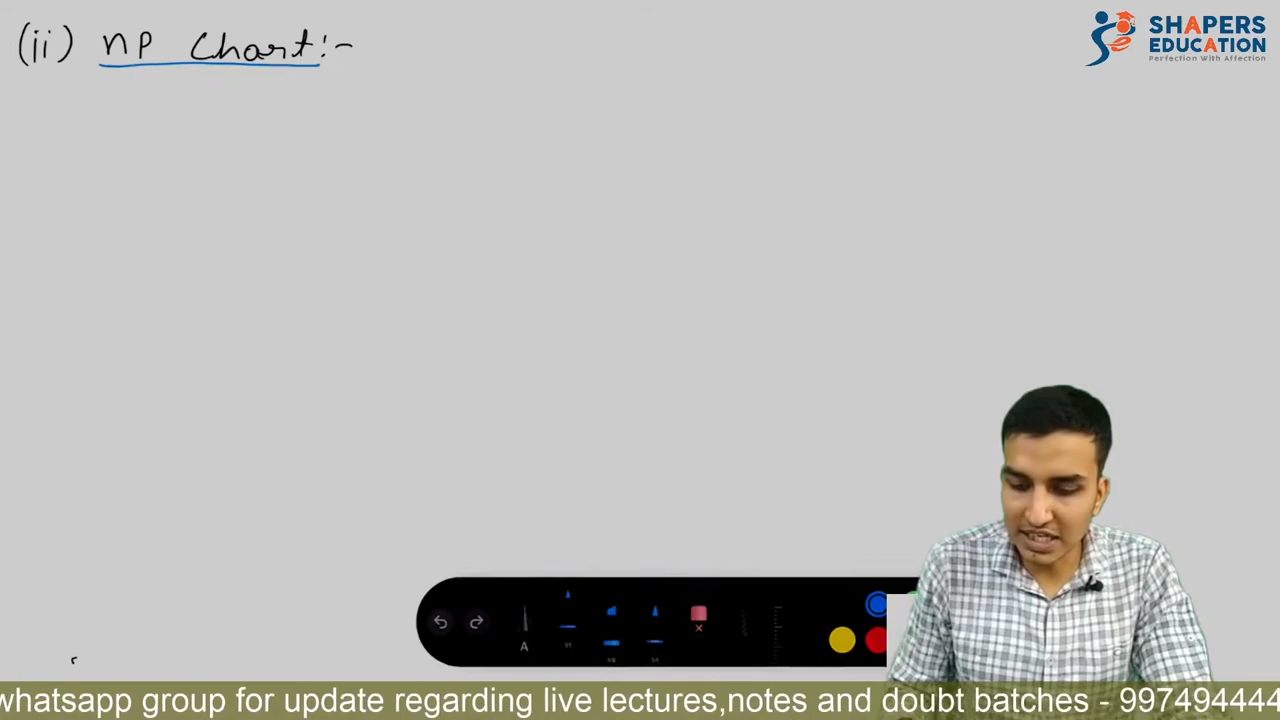 (ii) np Chart:-
SHAPERS
EDUCATION
Perfection With Affection
A
whatsapp group for update regarding live lectures,notes and doubt batches - 997494444